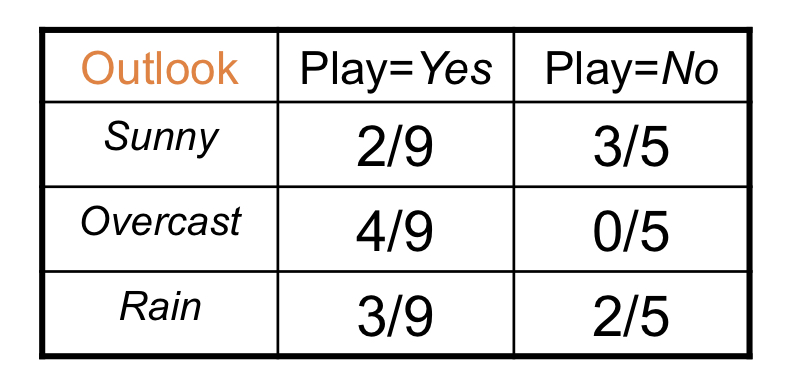 Outlook Play=Yes Play=No
Sunny 2/9 3/5
Overcast 4/9 0/5
Rain 3/9 2/5